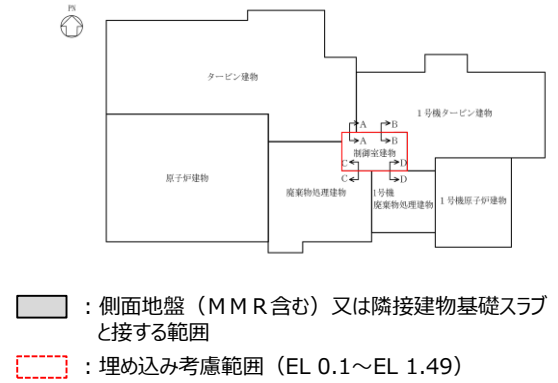 PN
タービン建物
1号機タービン建物
A
B
A
B
制御室建物
C
D
C
D
原子炉建物
廃棄物処理建物
1号機
廃棄物処理建物
1号機原子炉建物
：側面地盤（ＭＭＲ含む）又は隣接建物基礎スラブ
と接する範囲
：埋め込み考慮範囲（EL 0.1～EL 1.49）